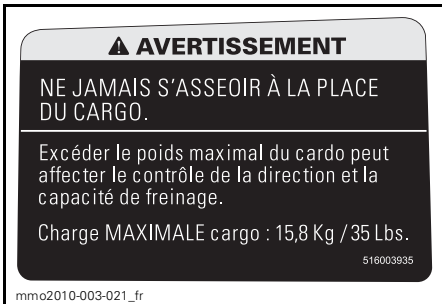 AVERTISSEMENT
NE JAMAIS S'ASSEOIR À LA PLACE
DU CARGO.
Excéder le poids maximal du cardo peut
affecter le contrôle de la direction et la
capacité de freinage.
Charge MAXIMALE cargo : 15,8 Kg / 35 Lbs.
516003935
mmo2010-003-021_fr